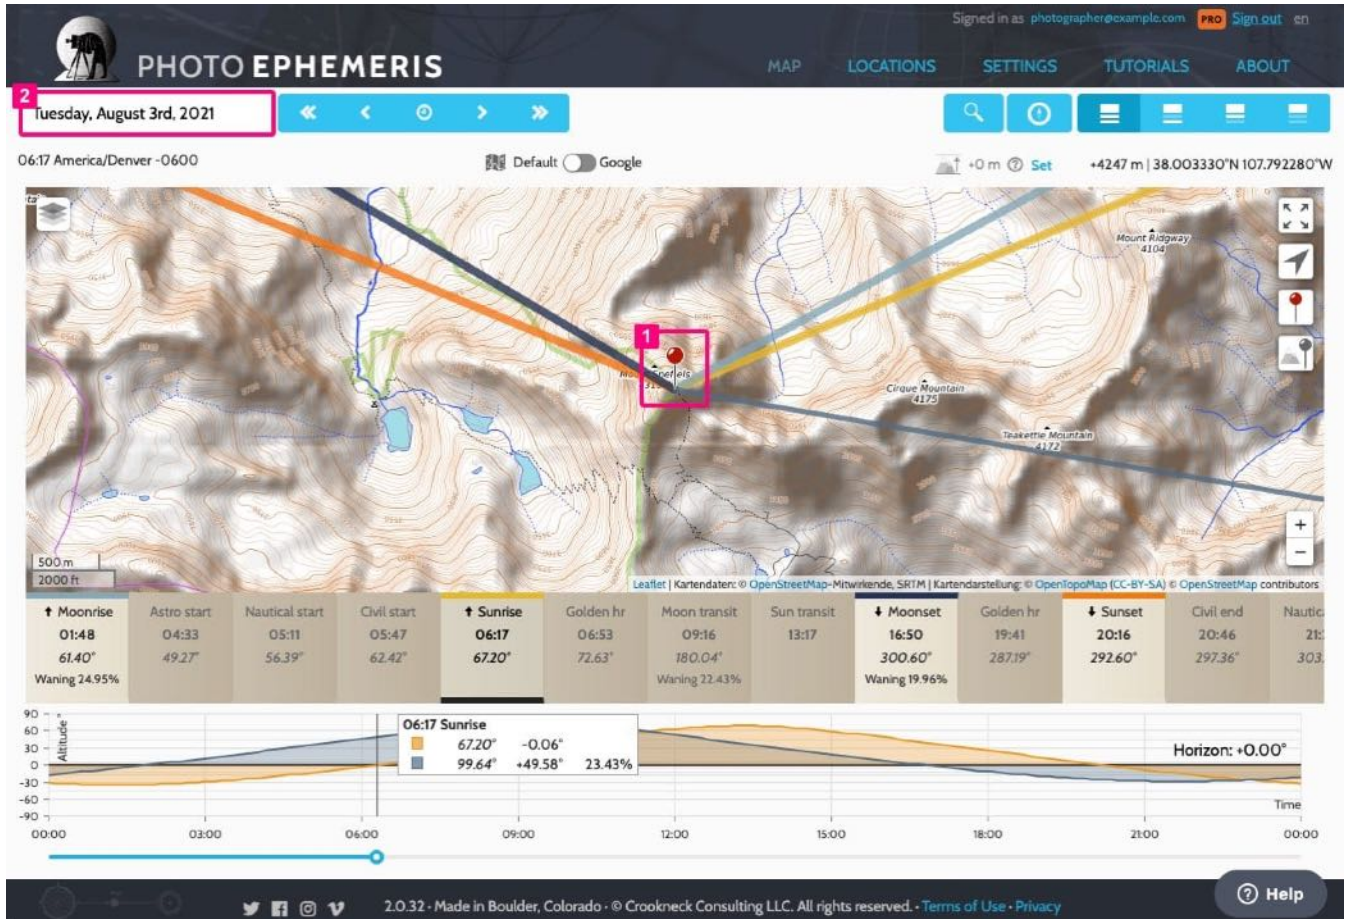 Signed in as photographer@example.com PRO Sign out en
PHOTO EPHEMERIS
MAP LOCATIONS SETTINGS TUTORIALS ABOUT
2
Tuesday, August 3rd, 2021
06:17 America/Denver -0600
Default Google
+0 m Set
+4247 m | 38.003330°N 107.792280°W
Mount Ridgway
4104
1
Cirque Mountain
4175
Teakettle Mountain
4172
+
−
500 m
2000 ft
Leaflet | Kartendaten: © OpenStreetMap-Mitwirkende, SRTM | Kartendarstellung: © OpenTopoMap (CC-BY-SA) © OpenStreetMap contributors
↑ Moonrise Astro start Nautical start Civil start ↑ Sunrise Golden hr Moon transit Sun transit ↓ Moonset Golden hr ↓ Sunset Civil end Nautic
01:48 04:33 05:11 05:47 06:17 06:53 09:16 13:17 16:50 19:41 20:16 20:46 21:
61.40° 49.27° 56.39° 62.42° 67.20° 72.63° 180.04° 300.60° 287.19° 292.60° 297.36° 303.
Waning 24.95% Waning 22.43% Waning 19.96%
90
60
30
0
-30
-60
-90
Altitude °
06:17 Sunrise
67.20° -0.06°
99.64° +49.58° 23.43%
Horizon: +0.00°
Time
00:00 03:00 06:00 09:00 12:00 15:00 18:00 21:00 00:00
2.0.32 · Made in Boulder, Colorado · © Crookneck Consulting LLC. All rights reserved. · Terms of Use · Privacy
Help